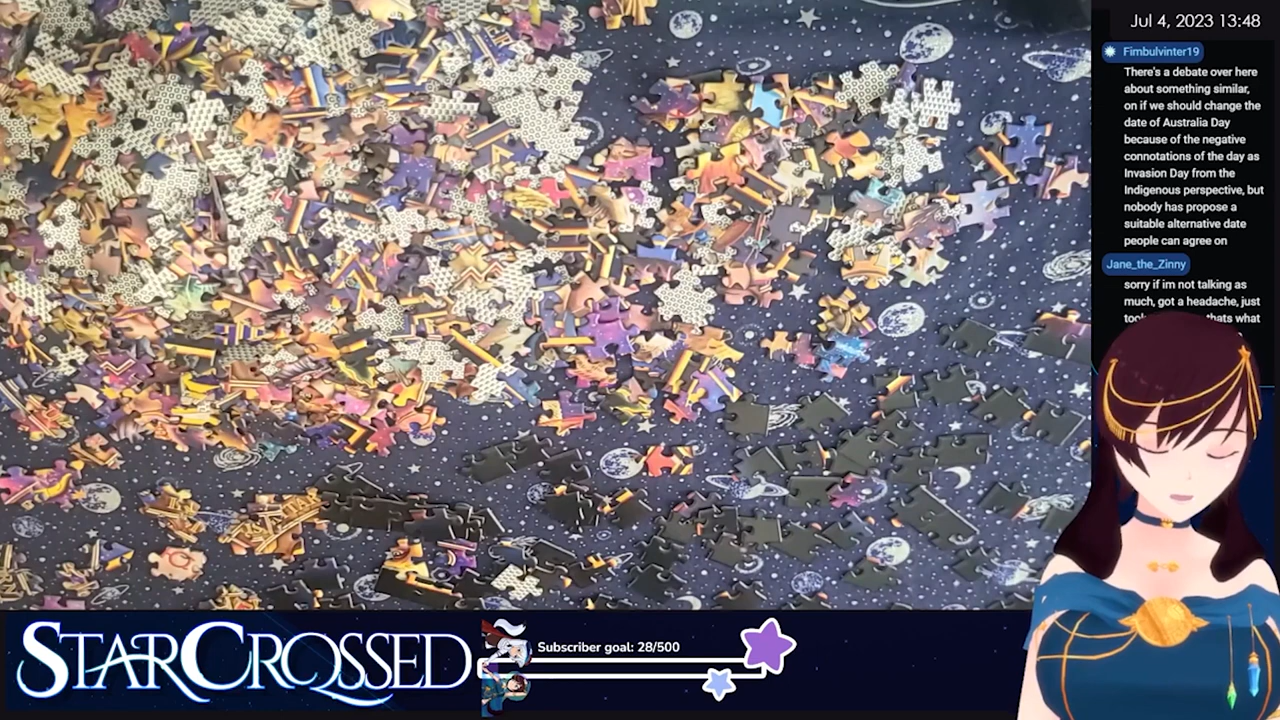 Jul 4, 2023 13:48
Fimbulvinter19
There's a debate over here
about something similar,
on if we should change the
date of Australia Day
because of the negative
connotations of the day as
Invasion Day from the
Indigenous perspective, but
nobody has propose a
suitable alternative date
people can agree on
Jane_the_Zinny
sorry if im not talking as
much, got a headache, just
thats what
STARCROSSED
Subscriber goal: 28/500